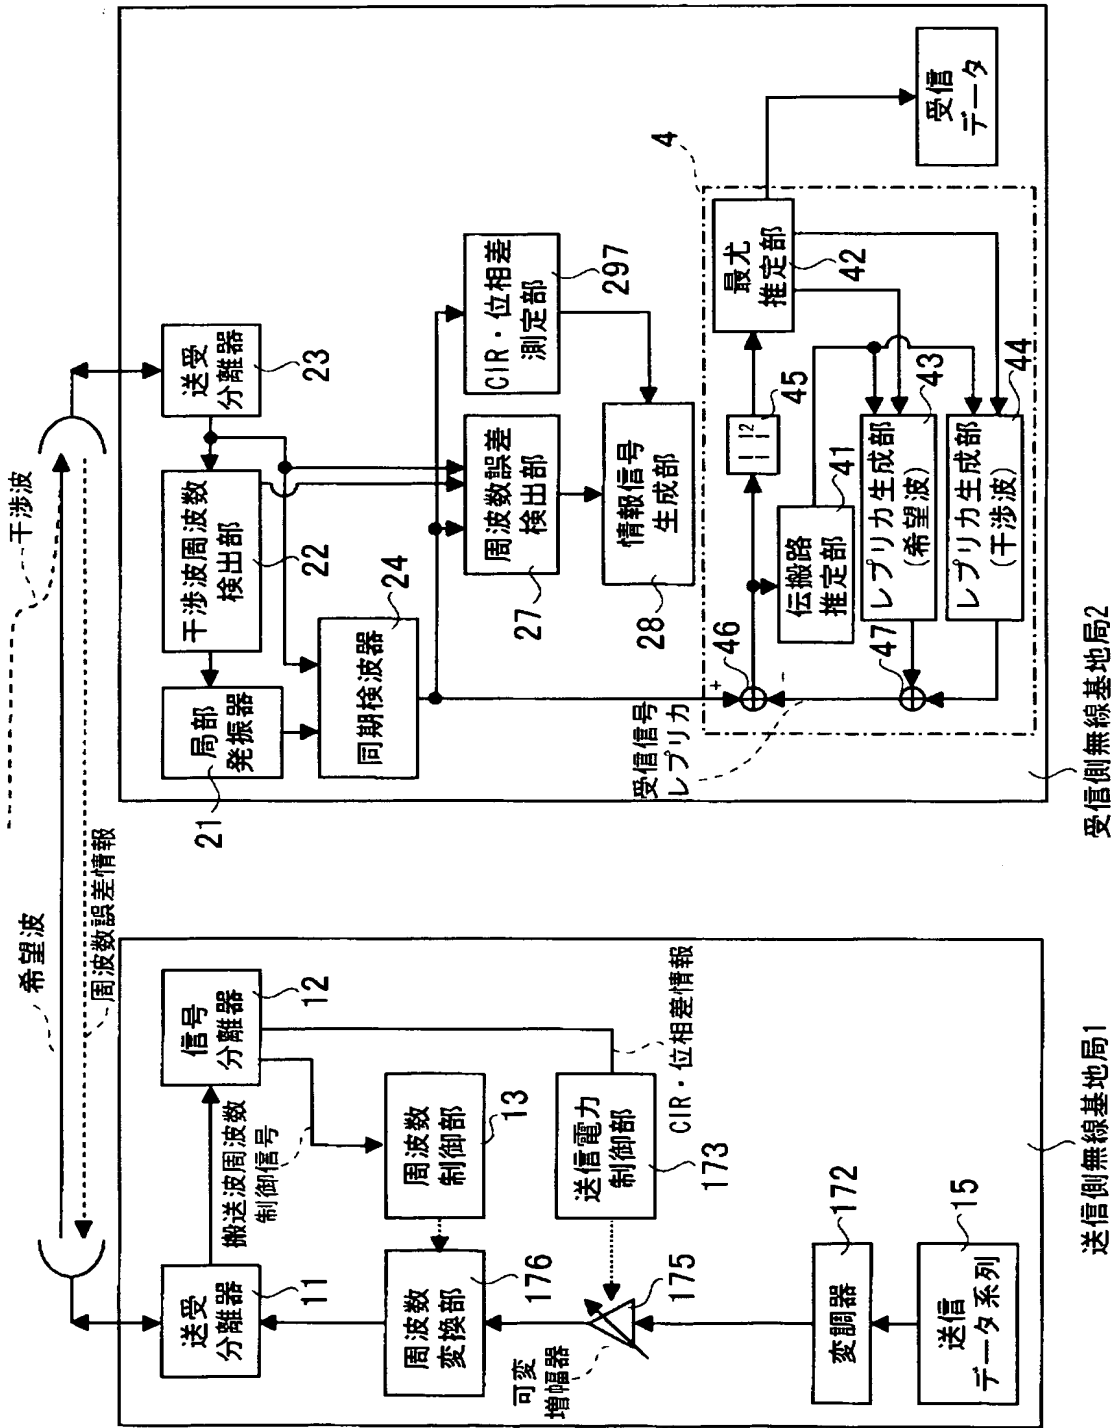 干渉波
希望波
周波数誤差情報
送受
分離器
11
信号
分離器
12
搬送波周波数
制御信号
周波数
制御部
13
周波数
変換部
176
送信電力
制御部
173
CIR・位相差情報
可変
増幅器
175
変調器
172
送信
データ系列
15
送信側無線基地局1
送受
分離器
23
干渉波周波数
検出部
22
局部
発振器
21
同期検波器
24
周波数誤差
検出部
27
CIR・位相差
測定部
297
情報信号
生成部
28
受信信号
レプリカ
+
-
46
47
| |2
45
伝搬路
推定部
41
最尤
推定部
42
レプリカ生成部
(希望波)
43
レプリカ生成部
(干渉波)
44
4
受信
データ
受信側無線基地局2